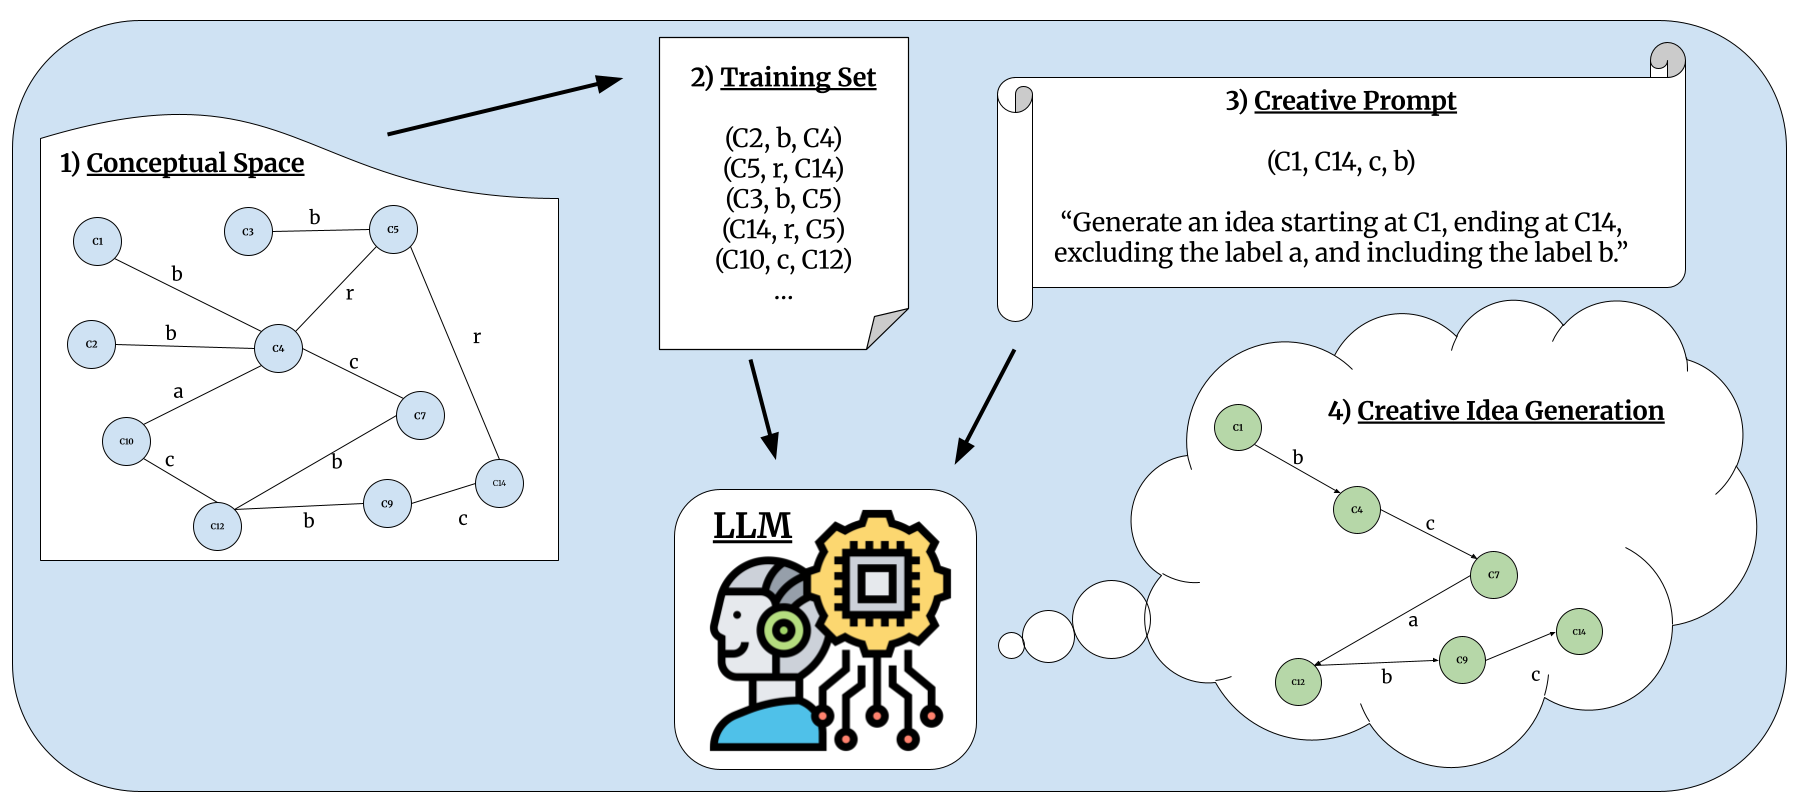 1) Conceptual Space
C1
C3
b
C5
b
r
C2
b
C4
c
r
a
C7
C10
c
b
C14
C12
b
C9
c
2) Training Set
(C2, b, C4)
(C5, r, C14)
(C3, b, C5)
(C14, r, C5)
(C10, c, C12)
...
3) Creative Prompt
(C1, C14, c, b)
“Generate an idea starting at C1, ending at C14,
excluding the label a, and including the label b.”
LLM
4) Creative Idea Generation
C1
b
C4
c
C7
a
C14
C9
C12
b
c